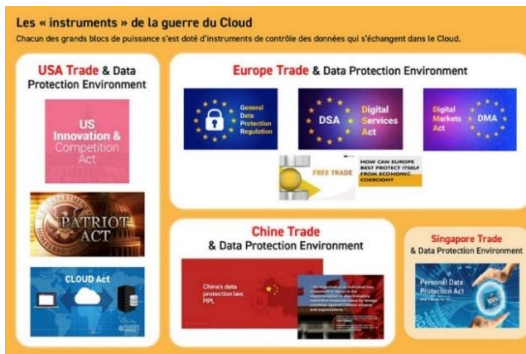 Les « instruments » de la guerre du Cloud
Chacun des grands blocs de puissance s'est doté d'instruments de contrôle des données qui s'échangent dans le Cloud.
USA Trade & Data
Protection Environment
US
Innovation &
Competition
Act
PATRIOT
ACT
CLOUD Act
Europe Trade & Data Protection Environment
General
Data
Protection
Regulation
DSA
Digital
Services
Act
Digital
Markets
Act
DMA
FREE TRADE
HOW CAN EUROPE
BEST PROTECT ITSELF
FROM ECONOMIC
COERCION?
Chine Trade
& Data Protection Environment
China's data
protection law,
PIPL
Singapore Trade
& Data Protection Environment
Personal Data
Protection Act